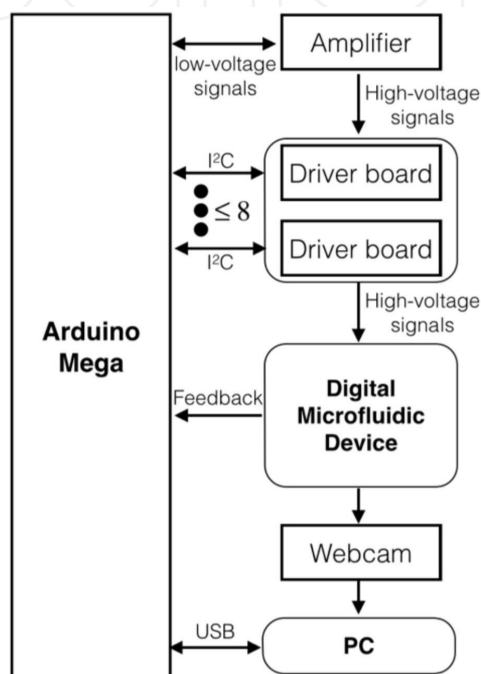 Amplifier
low-voltage
signals
High-voltage
signals
I²C
Driver board
≤ 8
Driver board
I²C
High-voltage
signals
Arduino
Mega
Digital
Microfluidic
Device
Feedback
Webcam
USB
PC